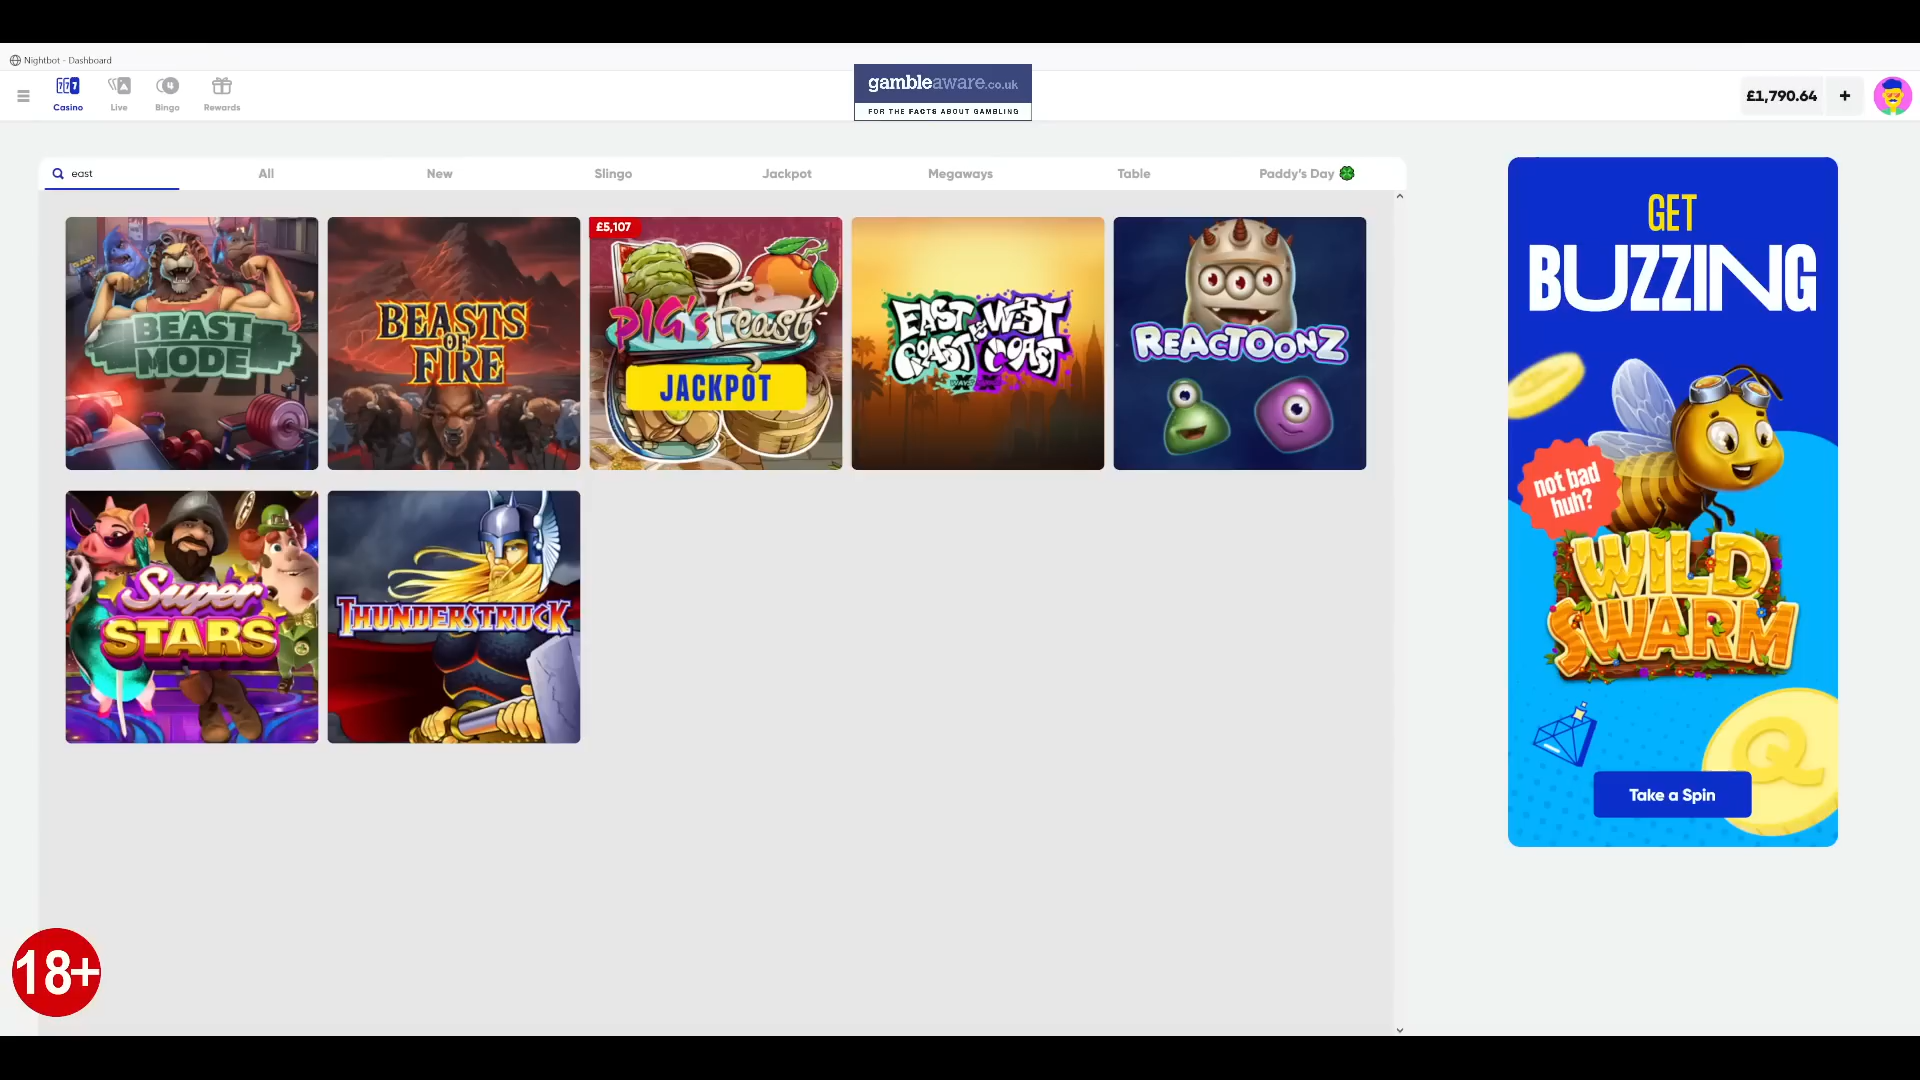 Nightbot - Dashboard
Casino
Live
Bingo
Rewards
gambleaware.co.uk
FOR THE FACTS ABOUT GAMBLING
£1,790.64
+
east
All
New
Slingo
Jackpot
Megaways
Table
Paddy's Day
BEAST
MODE
BEASTS
OF
FIRE
£5,107
PIG's Feast
JACKPOT
EAST VS WEST
COAST COAST
REACTOONZ
Super
STARS
THUNDERSTRUCK
GET
BUZZING
not bad
huh?
WILD
SWARM
Q
Take a Spin
18+